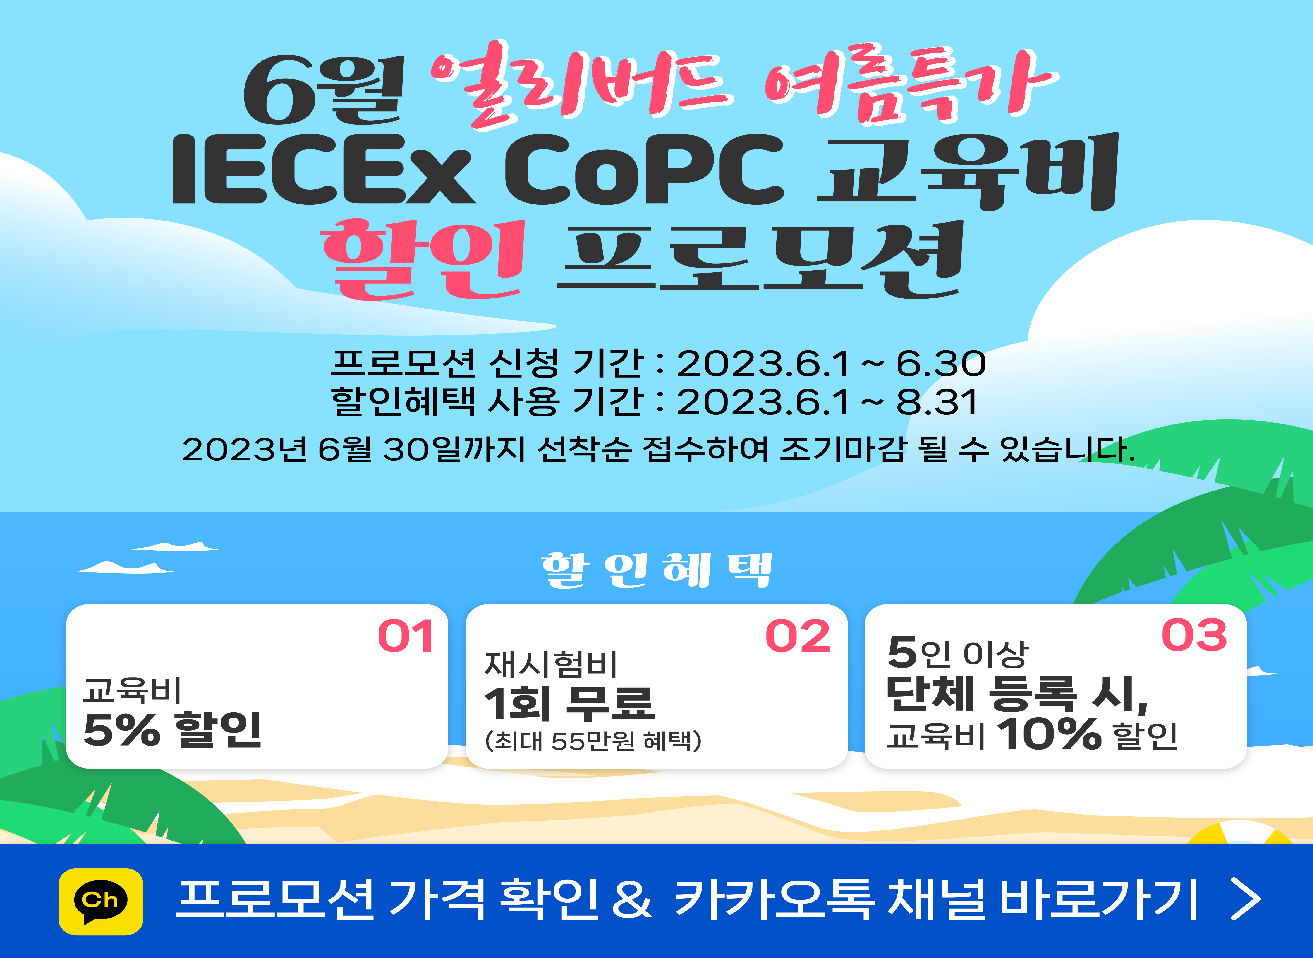 6월 얼리버드 여름특가
IECEx CoPC 교육비
할인 프로모션
프로모션 신청 기간 : 2023.6.1 ~ 6.30
할인혜택 사용 기간 : 2023.6.1 ~ 8.31
2023년 6월 30일까지 선착순 접수하여 조기마감 될 수 있습니다.
할인혜택
01
교육비
5% 할인
02
재시험비
1회 무료
(최대 55만원 혜택)
03
5인 이상
단체 등록 시,
교육비 10% 할인
Ch
프로모션 가격 확인 & 카카오톡 채널 바로가기